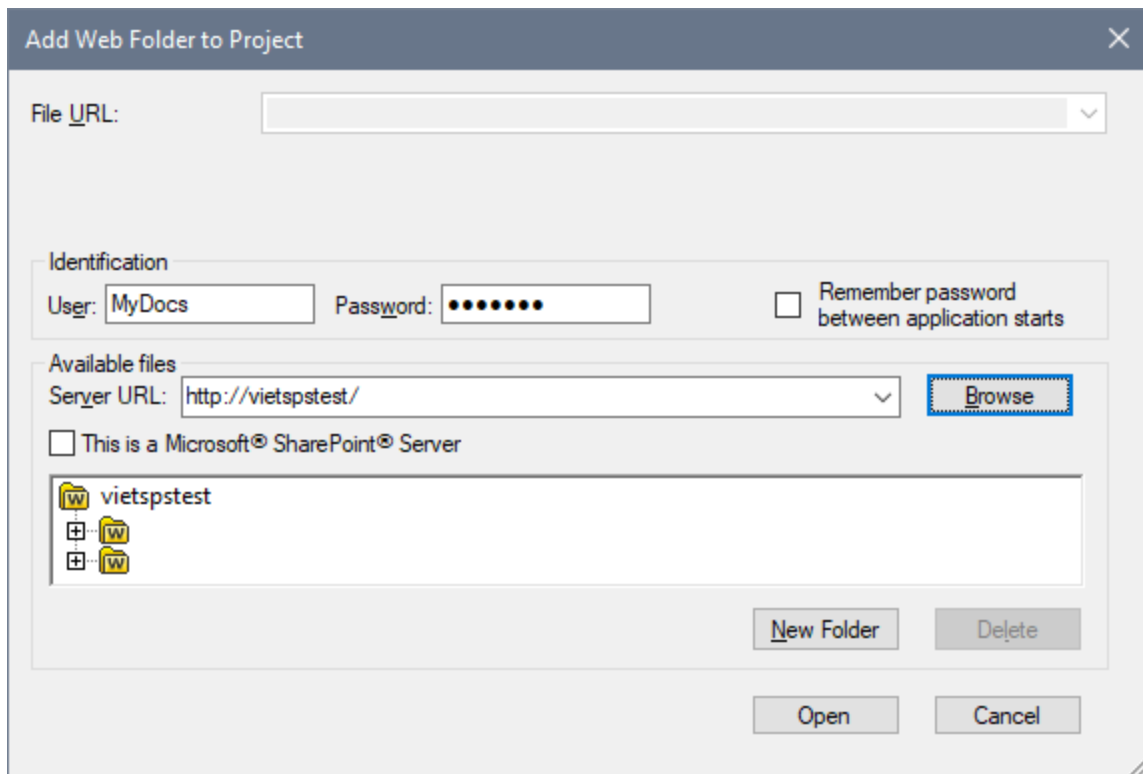 Add Web Folder to Project
File URL:
Identification
User: MyDocs Password: ●●●●●●● Remember password
between application starts
Available files
Server URL: http://vietspstest/ Browse
This is a Microsoft® SharePoint® Server
vietspstest
New Folder Delete
Open Cancel